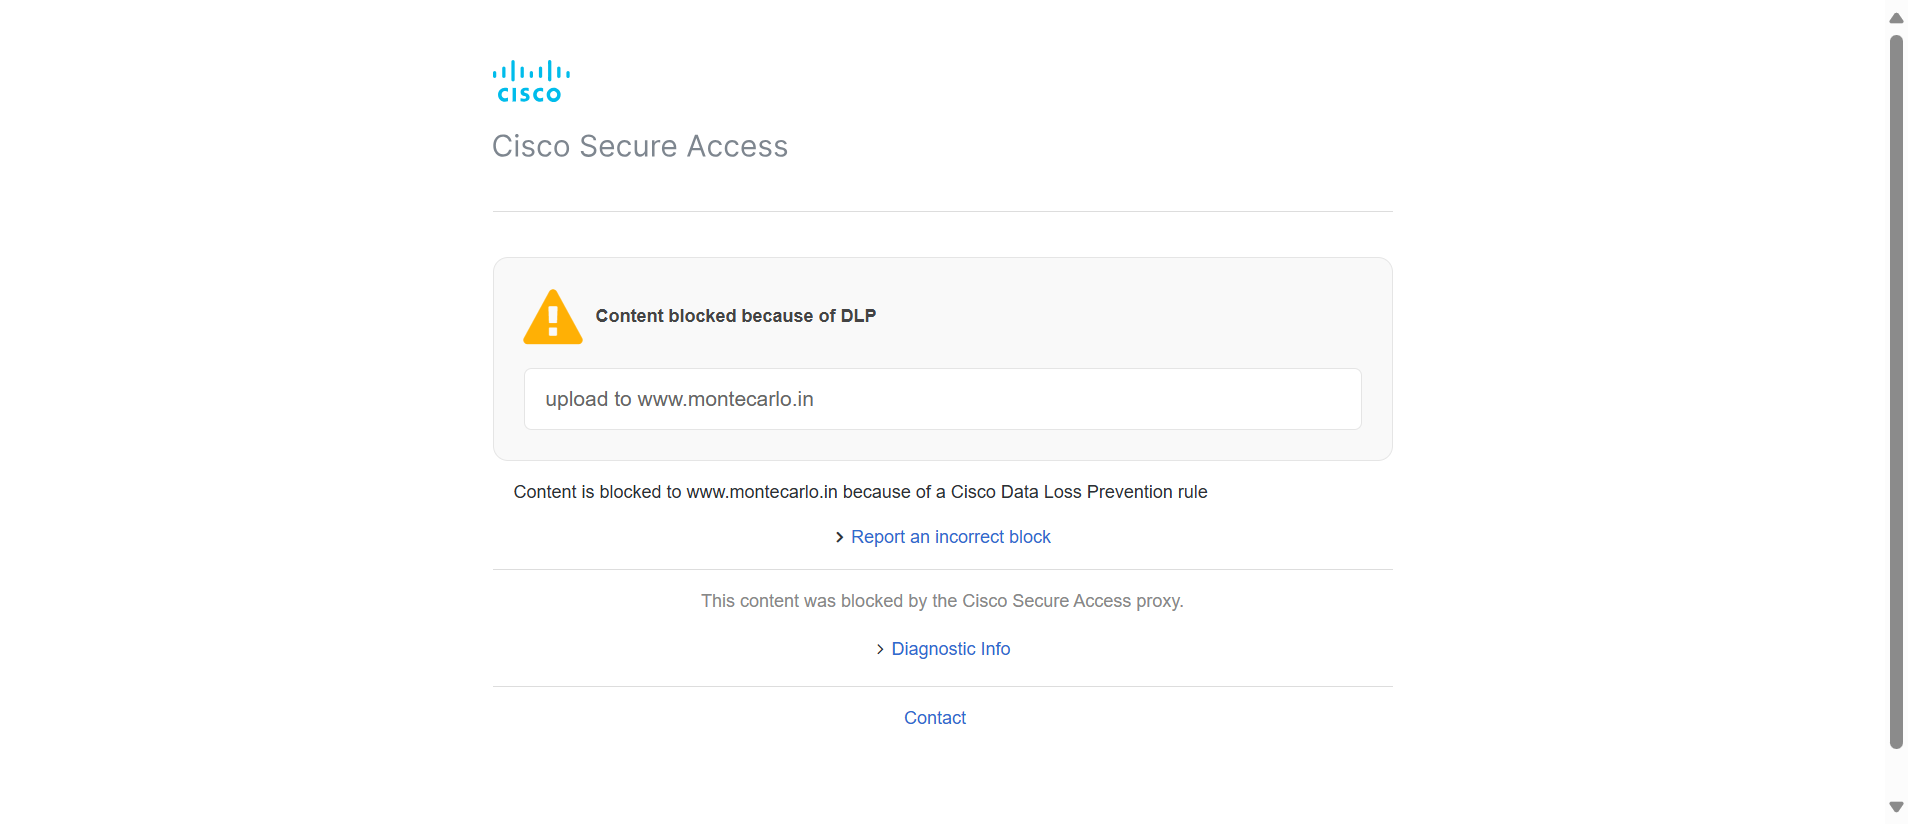 CISCO
Cisco Secure Access
Content blocked because of DLP
upload to www.montecarlo.in
Content is blocked to www.montecarlo.in because of a Cisco Data Loss Prevention rule
Report an incorrect block
This content was blocked by the Cisco Secure Access proxy.
Diagnostic Info
Contact